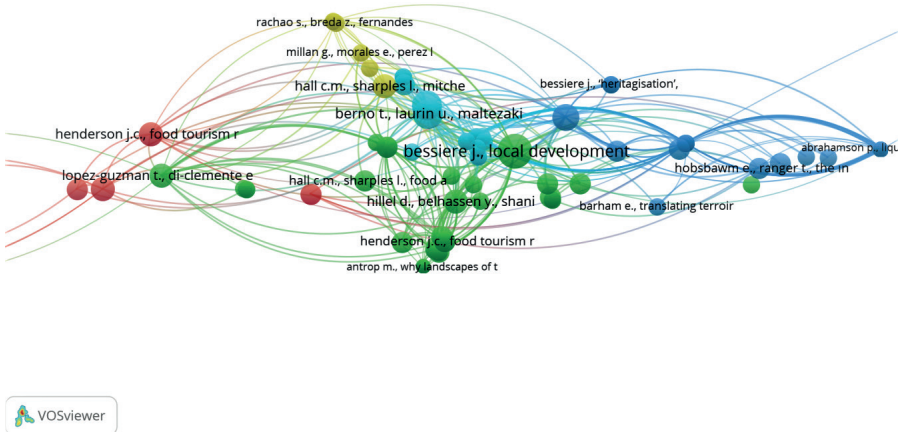 rachao s., breda z., fernandes
millan g., morales e., perez l
hall c.m., sharples l., mitche
bessiere j., 'heritagisation',
berno t., laurin u., maltezaki
henderson j.c., food tourism r
bessiere j., local development
abrahamson p., liqu
lopez-guzman t., di-clemente e
hall c.m., sharples l., food a
hobsbawm e., ranger t., the in
hillel d., belhassen y., shani
barham e., translating terroir
henderson j.c., food tourism r
antrop m., why landscapes of t
VOSviewer